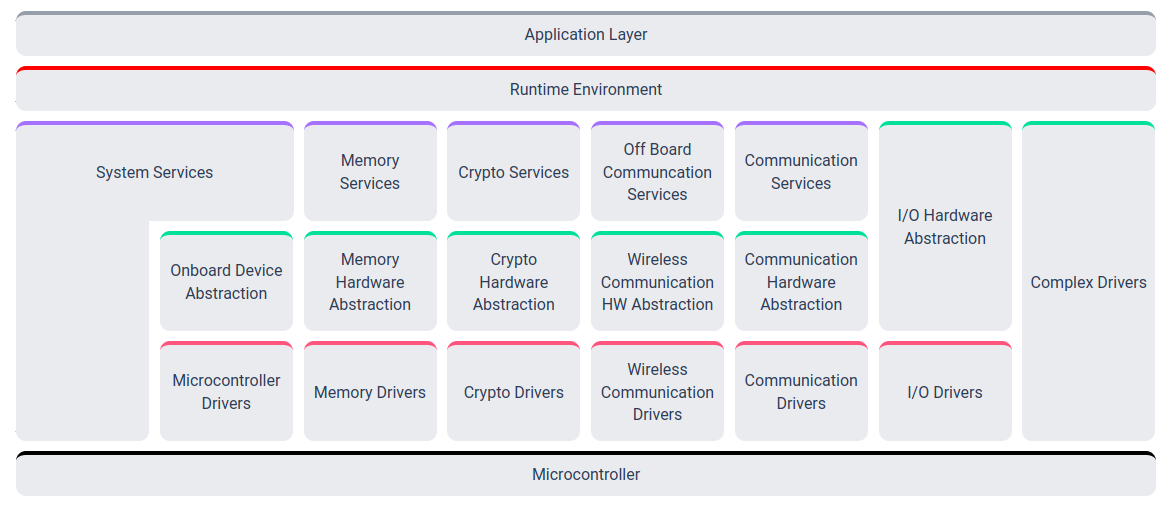 Application Layer
Runtime Environment
System Services
Memory
Services
Crypto Services
Off Board
Communcation
Services
Communication
Services
I/O Hardware
Abstraction
Complex Drivers
Onboard Device
Abstraction
Memory
Hardware
Abstraction
Crypto
Hardware
Abstraction
Wireless
Communication
HW Abstraction
Communication
Hardware
Abstraction
Microcontroller
Drivers
Memory Drivers
Crypto Drivers
Wireless
Communication
Drivers
Communication
Drivers
I/O Drivers
Microcontroller